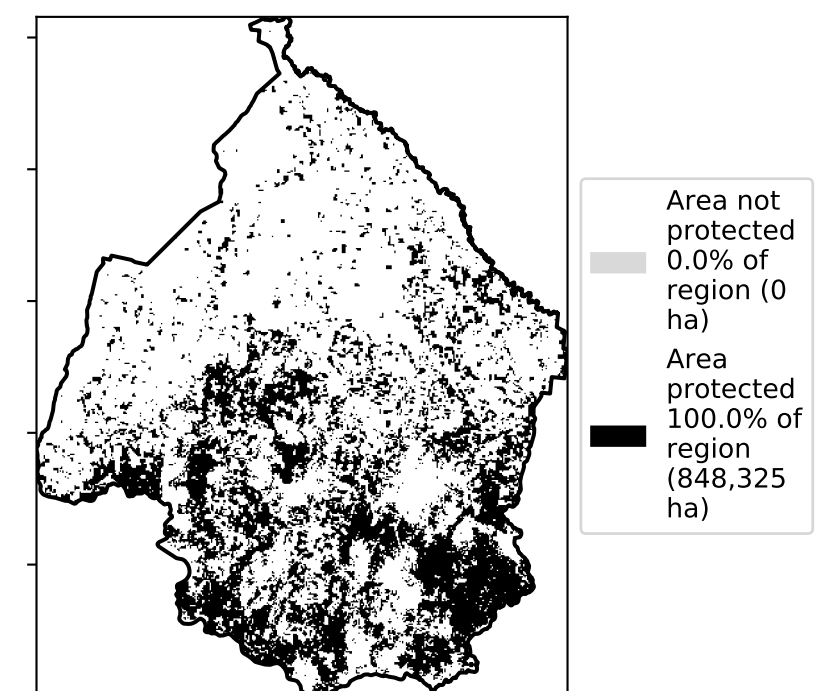 Area not
protected
0.0% of
region (0
ha)
Area
protected
100.0% of
region
(848,325
ha)